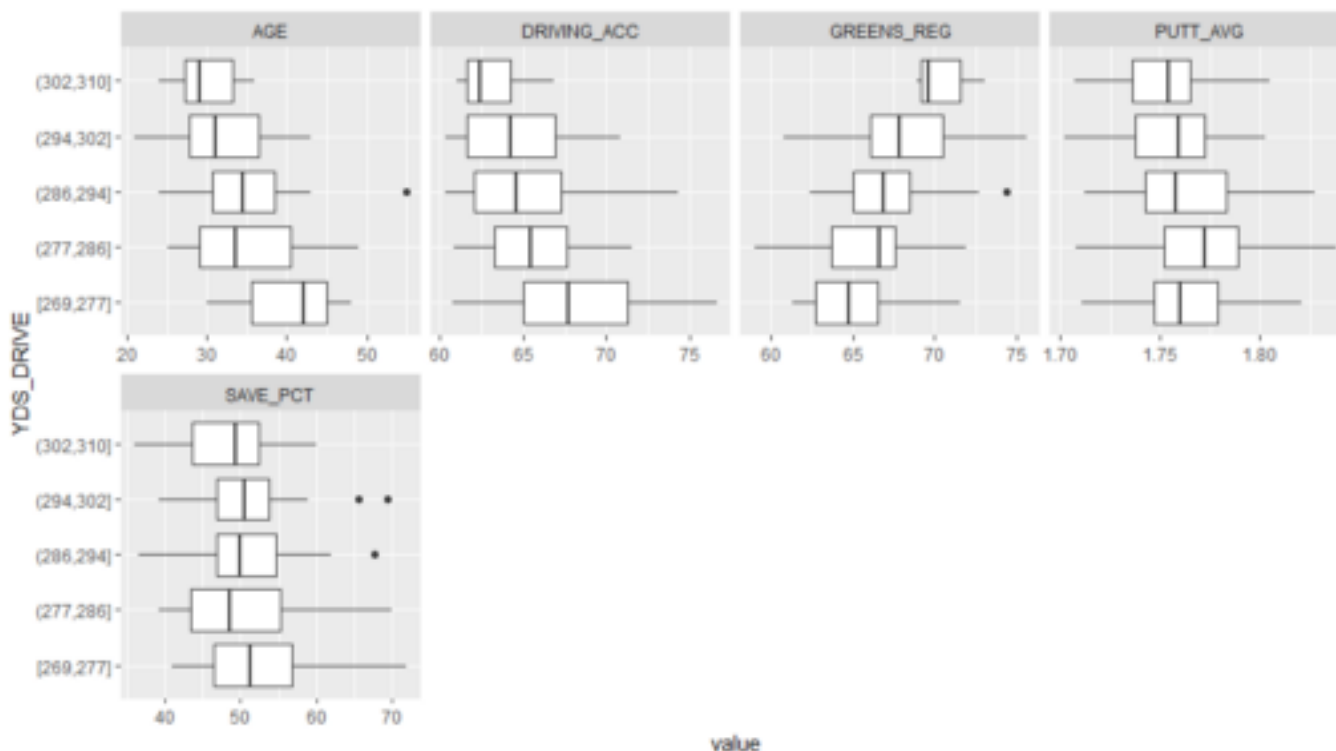 AGE DRIVING_ACC GREENS_REG PUTT_AVG
(302,310]
(294,302]
(286,294]
(277,286]
[269,277]
20 30 40 50 60 65 70 75 60 65 70 75 1.70 1.75 1.80
YDS_DRIVE
SAVE_PCT
(302,310]
(294,302]
(286,294]
(277,286]
[269,277]
40 50 60 70
value